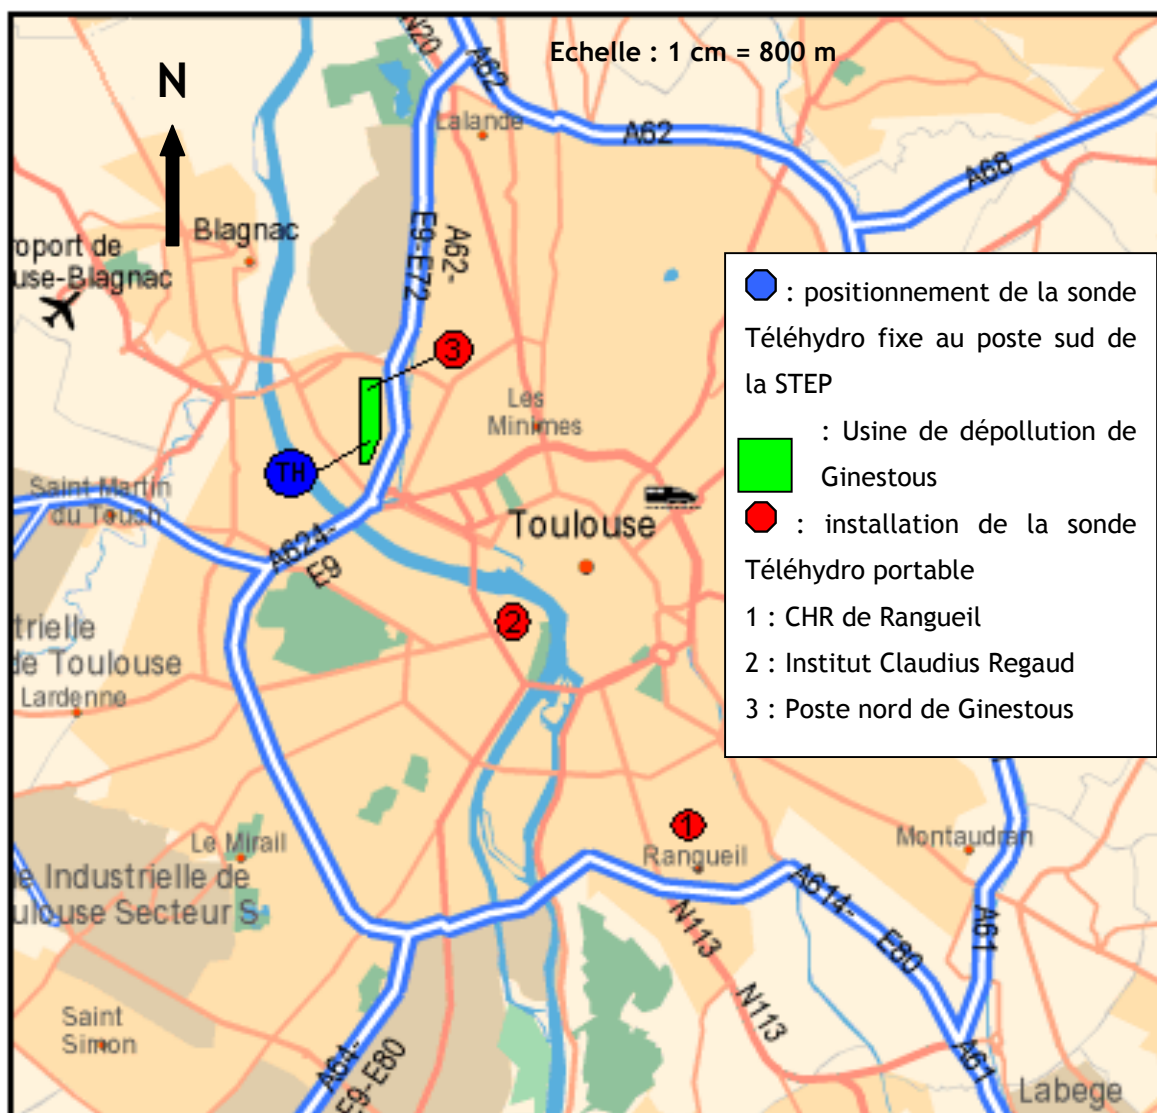 N20
A62
Echelle : 1 cm = 800 m
N
Lalande
A62
A68
Blagnac
A62-
E9-E72
roport de
use-Blagnac
: positionnement de la sonde
Téléhydro fixe au poste sud de
la STEP
: Usine de dépollution de
Ginestous
: installation de la sonde
Téléhydro portable
1 : CHR de Rangueil
2 : Institut Claudius Regaud
3 : Poste nord de Ginestous
3
Les
Minimes
TH
Saint Martin
du Toush
Toulouse
A624-
E9
2
trielle
de Toulouse
Lardenne
1
Rangueil
Montaudran
Le Mirail
e Industrielle de
ulouse Secteur S
A614-
E80
A61
N113
N113
Saint
Simon
A64-
E9-E80
A61
Labege